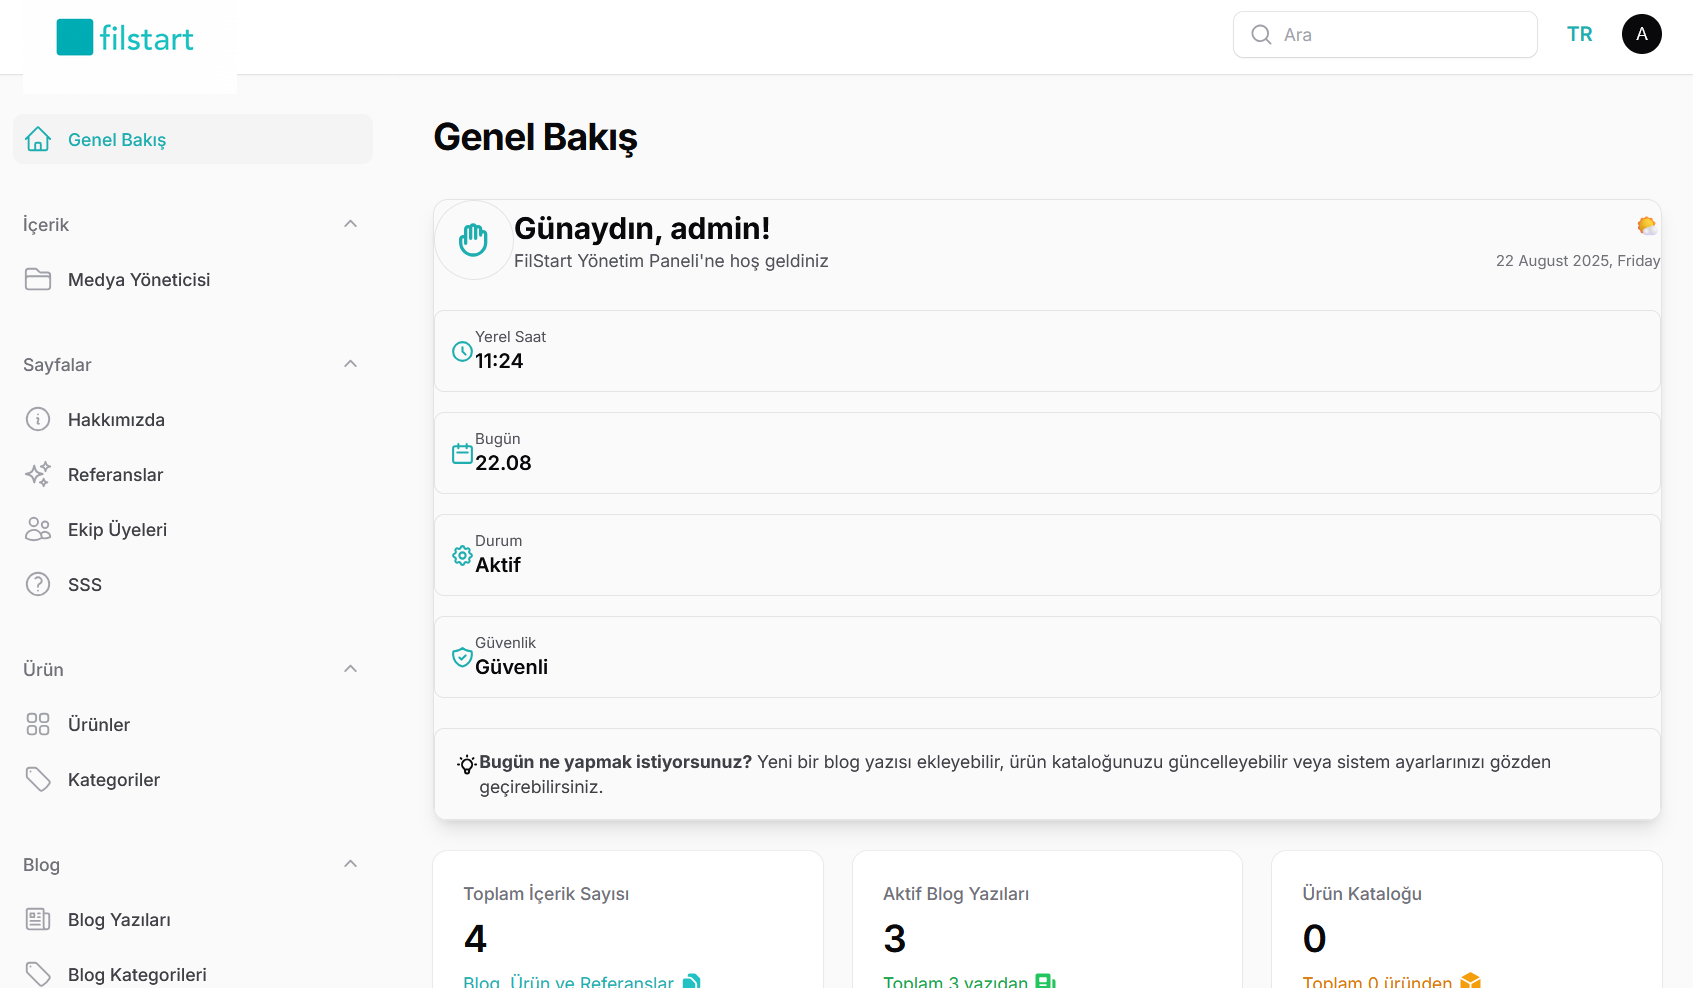 filstart
Ara
TR
A
Genel Bakış
İçerik
Medya Yöneticisi
Sayfalar
Hakkımızda
Referanslar
Ekip Üyeleri
SSS
Ürün
Ürünler
Kategoriler
Blog
Blog Yazıları
Blog Kategorileri
Genel Bakış
Günaydın, admin!
FilStart Yönetim Paneli'ne hoş geldiniz
22 August 2025, Friday
Yerel Saat
11:24
Bugün
22.08
Durum
Aktif
Güvenlik
Güvenli
Bugün ne yapmak istiyorsunuz? Yeni bir blog yazısı ekleyebilir, ürün kataloğunuzu güncelleyebilir veya sistem ayarlarınızı gözden
geçirebilirsiniz.
Toplam İçerik Sayısı
4
Blog, Ürün ve Referanslar
Aktif Blog Yazıları
3
Toplam 3 yazıdan
Ürün Kataloğu
0
Toplam 0 üründen